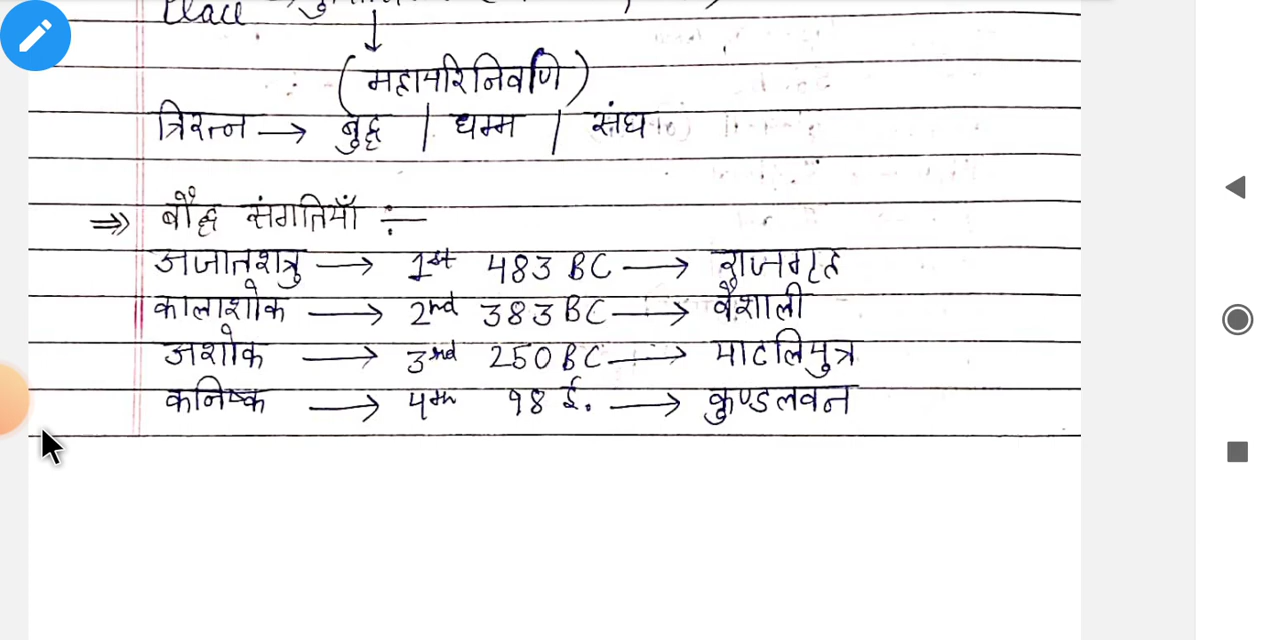 Place
(महापरिनिर्वाण)
त्रिरत्न → बुद्ध | धम्म | संघ
⇒ बौद्ध संगतियाँ ÷
अजातशत्रु → 1st 483 BC → राजगृह
कालाशोक → 2nd 383 BC → वैशाली
अशोक → 3rd 250 BC → पाटलिपुत्र
कनिष्क → 4th 98 ई. → कुण्डलवन